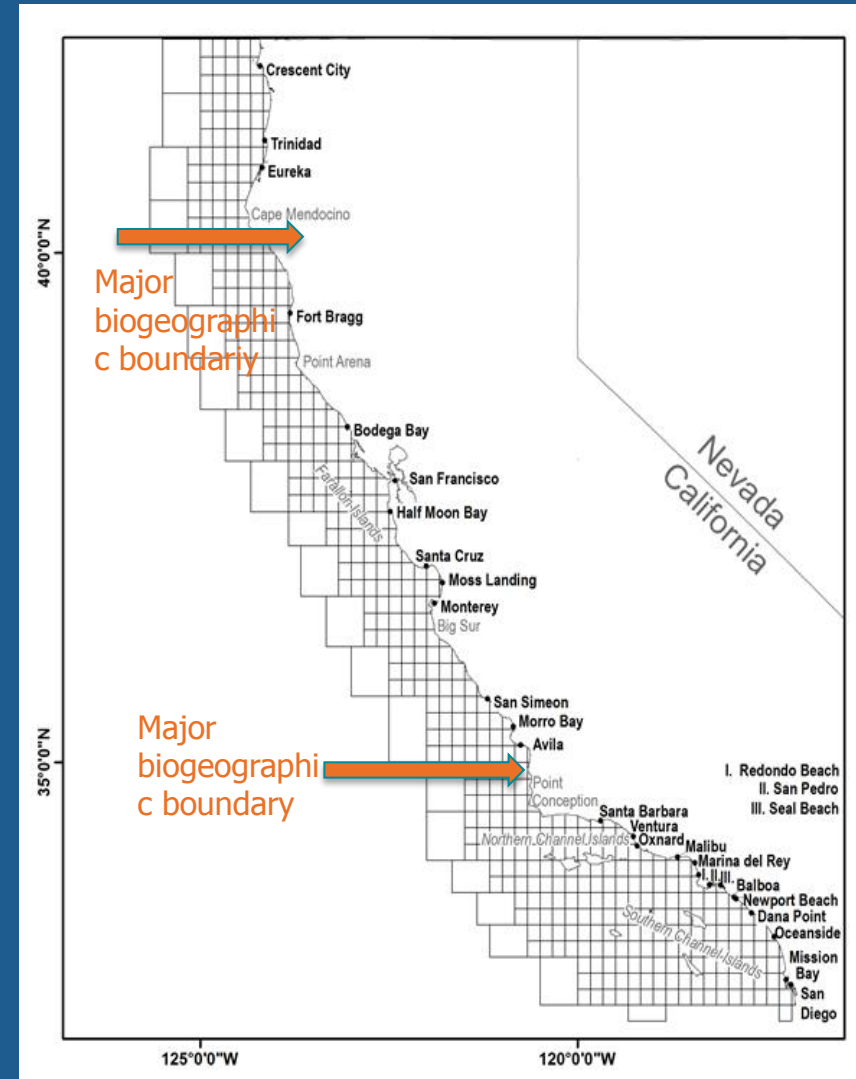 Crescent City
Trinidad
Eureka
Cape Mendocino
40°0'0"N
Major
biogeographi
c boundariy
Fort Bragg
Point Arena
Bodega Bay
San Francisco
Farallon Islands
Half Moon Bay
Nevada
California
Santa Cruz
Moss Landing
Monterey
Big Sur
San Simeon
Morro Bay
Avila
35°0'0"N
Major
biogeographi
c boundary
Point
Conception
I. Redondo Beach
II. San Pedro
III. Seal Beach
Santa Barbara
Ventura
Oxnard
Northern Channel Islands
Malibu
Marina del Rey
I. II. III.
Balboa
Newport Beach
Dana Point
Southern Channel Islands
Oceanside
Mission
Bay
San
Diego
125°0'0"W
120°0'0"W